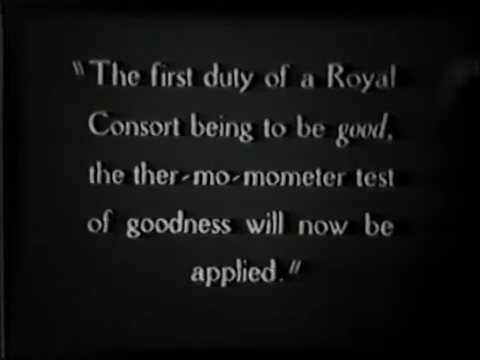 "The first duty of a Royal
Consort being to be good,
the ther-mo-mometer test
of goodness will now be
applied."